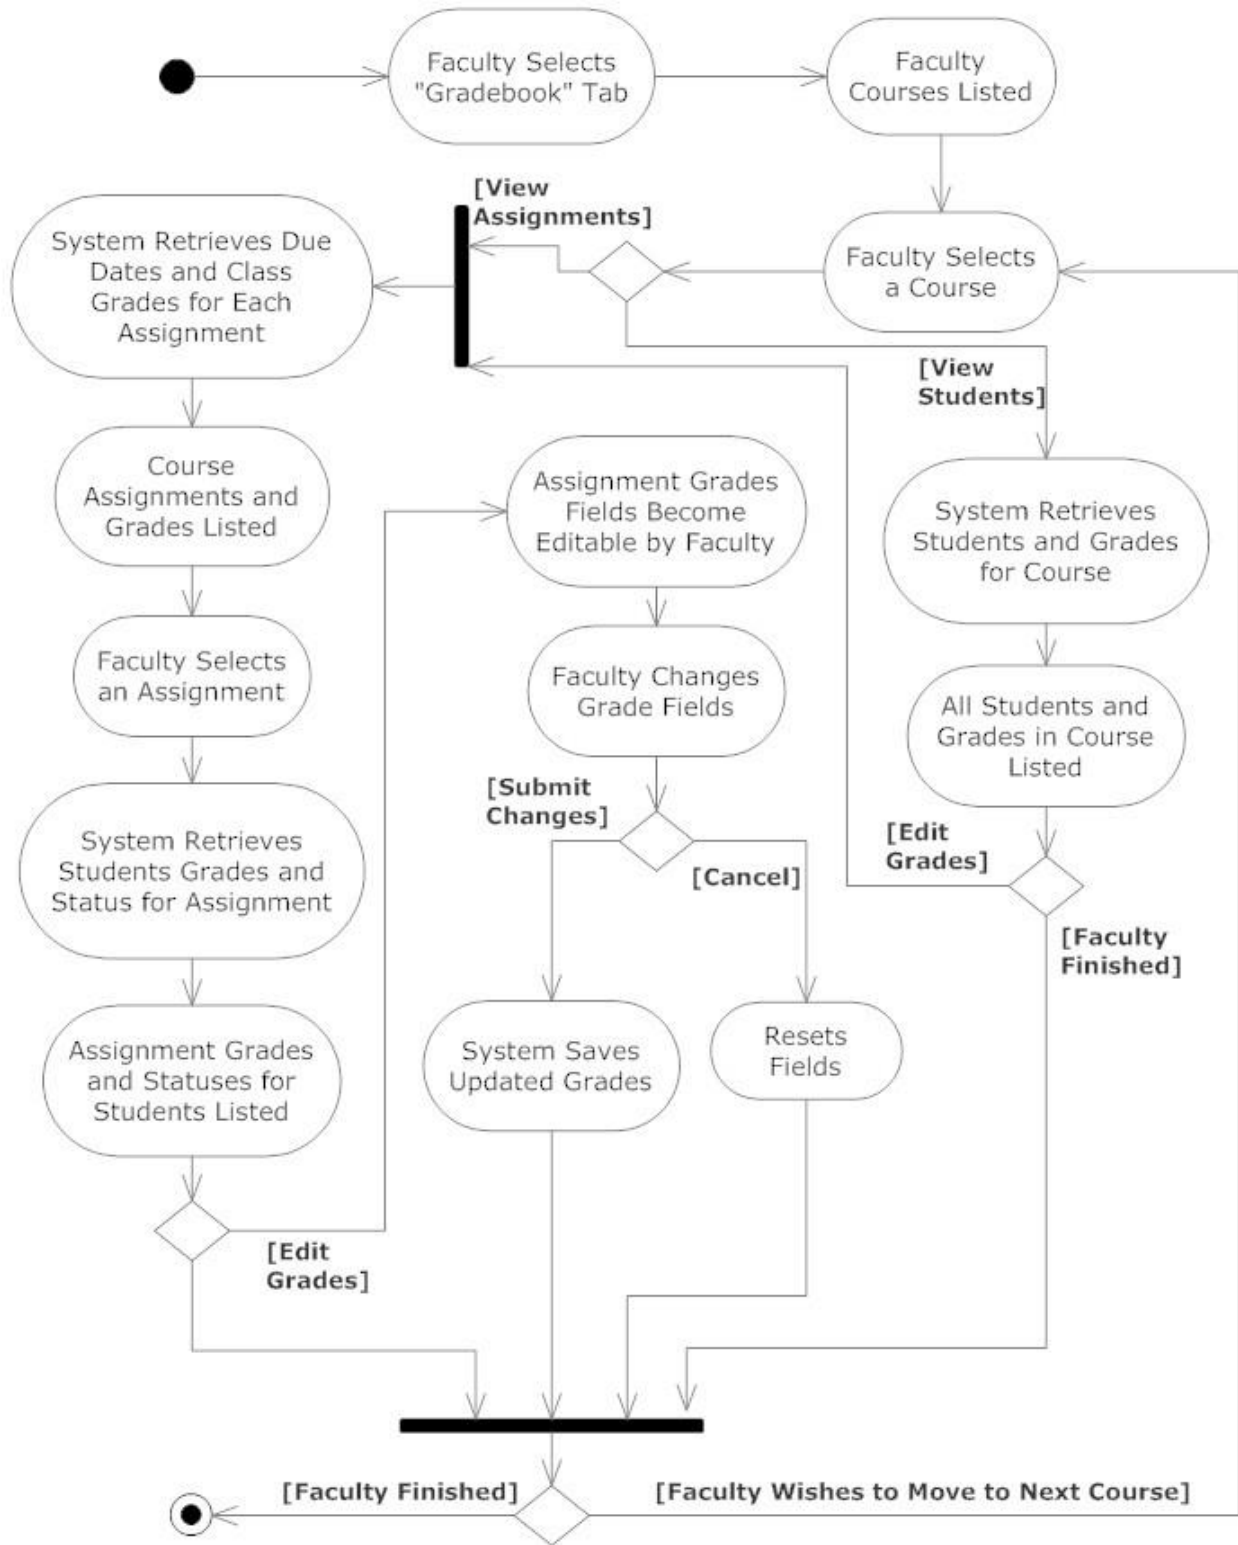 Faculty Selects
"Gradebook" Tab
Faculty
Courses Listed
[View
Assignments]
System Retrieves Due
Dates and Class
Grades for Each
Assignment
Faculty Selects
a Course
[View
Students]
Course
Assignments and
Grades Listed
Assignment Grades
Fields Become
Editable by Faculty
System Retrieves
Students and Grades
for Course
Faculty Selects
an Assignment
Faculty Changes
Grade Fields
All Students and
Grades in Course
Listed
[Submit
Changes]
[Cancel]
[Edit
Grades]
System Retrieves
Students Grades and
Status for Assignment
[Faculty
Finished]
Assignment Grades
and Statuses for
Students Listed
System Saves
Updated Grades
Resets
Fields
[Edit
Grades]
[Faculty Finished]
[Faculty Wishes to Move to Next Course]